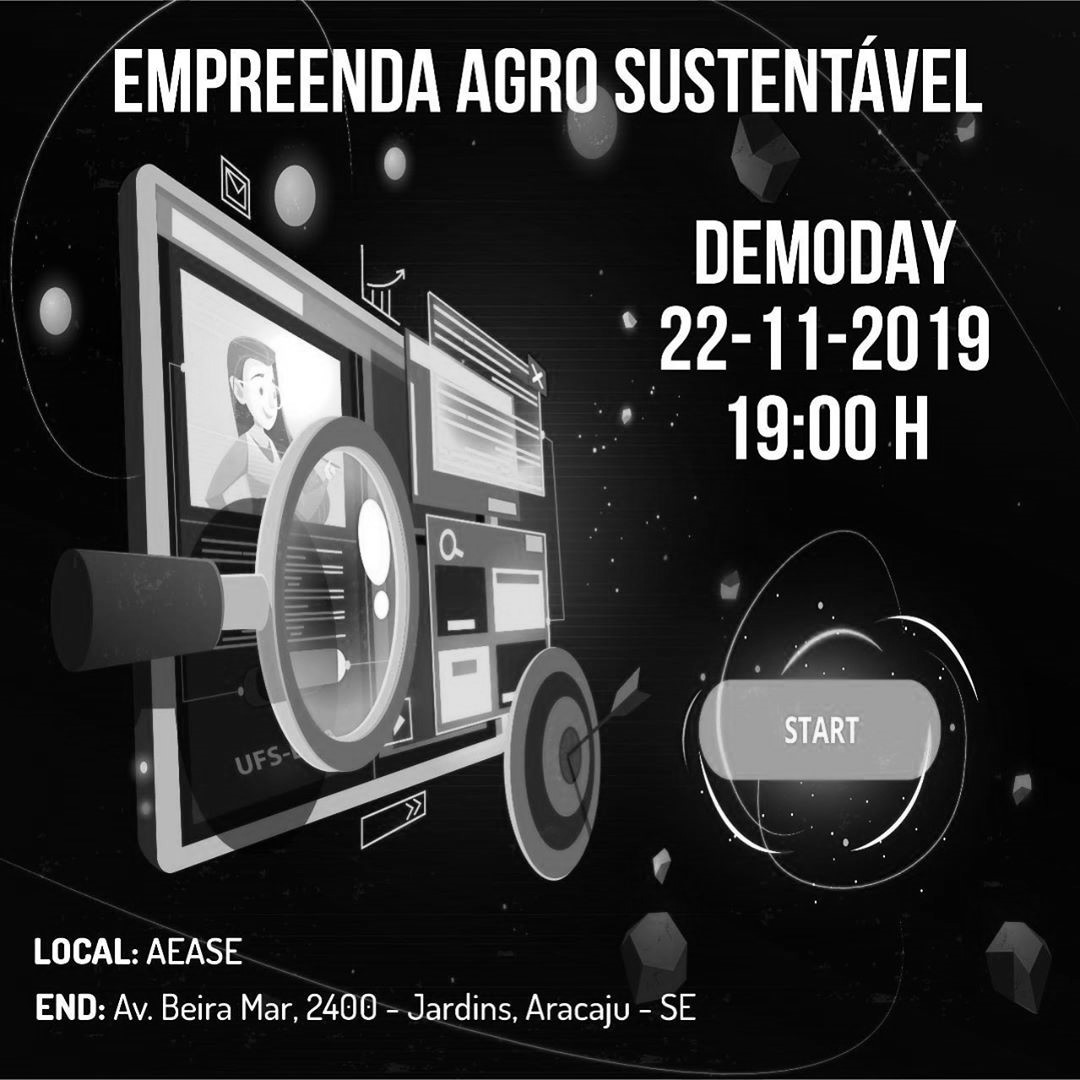 EMPREENDA AGRO SUSTENTÁVEL
DEMODAY
22-11-2019
19:00 H
START
UFS-
LOCAL: AEASE
END: Av. Beira Mar, 2400 - Jardins, Aracaju - SE